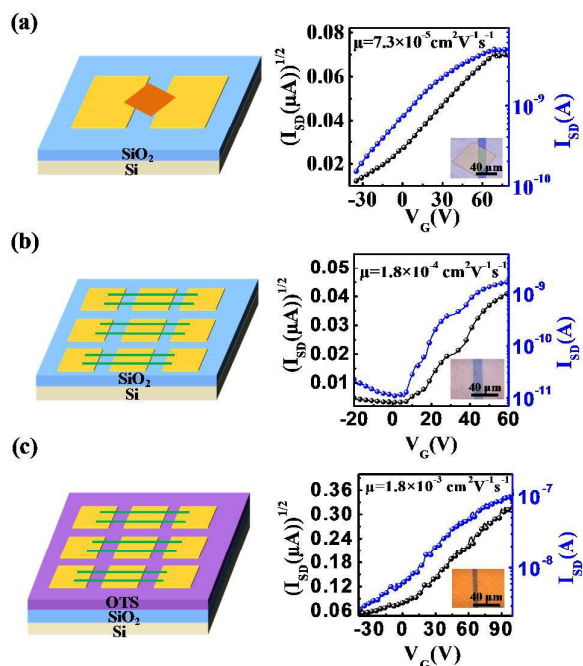 (a)
SiO₂
Si
μ=7.3×10⁻⁵cm²V⁻¹s⁻¹
(I_SD(μA))^1/2
0.08
0.06
0.04
0.02
I_SD(A)
10⁻⁹
10⁻¹⁰
40 μm
-30 0 30 60
V_G(V)
(b)
SiO₂
Si
μ=1.8×10⁻⁴ cm²V⁻¹s⁻¹
(I_SD(μA))^1/2
0.05
0.04
0.03
0.02
0.01
I_SD(A)
10⁻⁹
10⁻¹⁰
10⁻¹¹
40 μm
-20 0 20 40 60
V_G(V)
(c)
OTS
SiO₂
Si
μ=1.8×10⁻³ cm²V⁻¹s⁻¹
(I_SD(μA))^1/2
0.36
0.30
0.24
0.18
0.12
0.06
I_SD(A)
10⁻⁷
10⁻⁸
40 μm
-30 0 30 60 90
V_G(V)